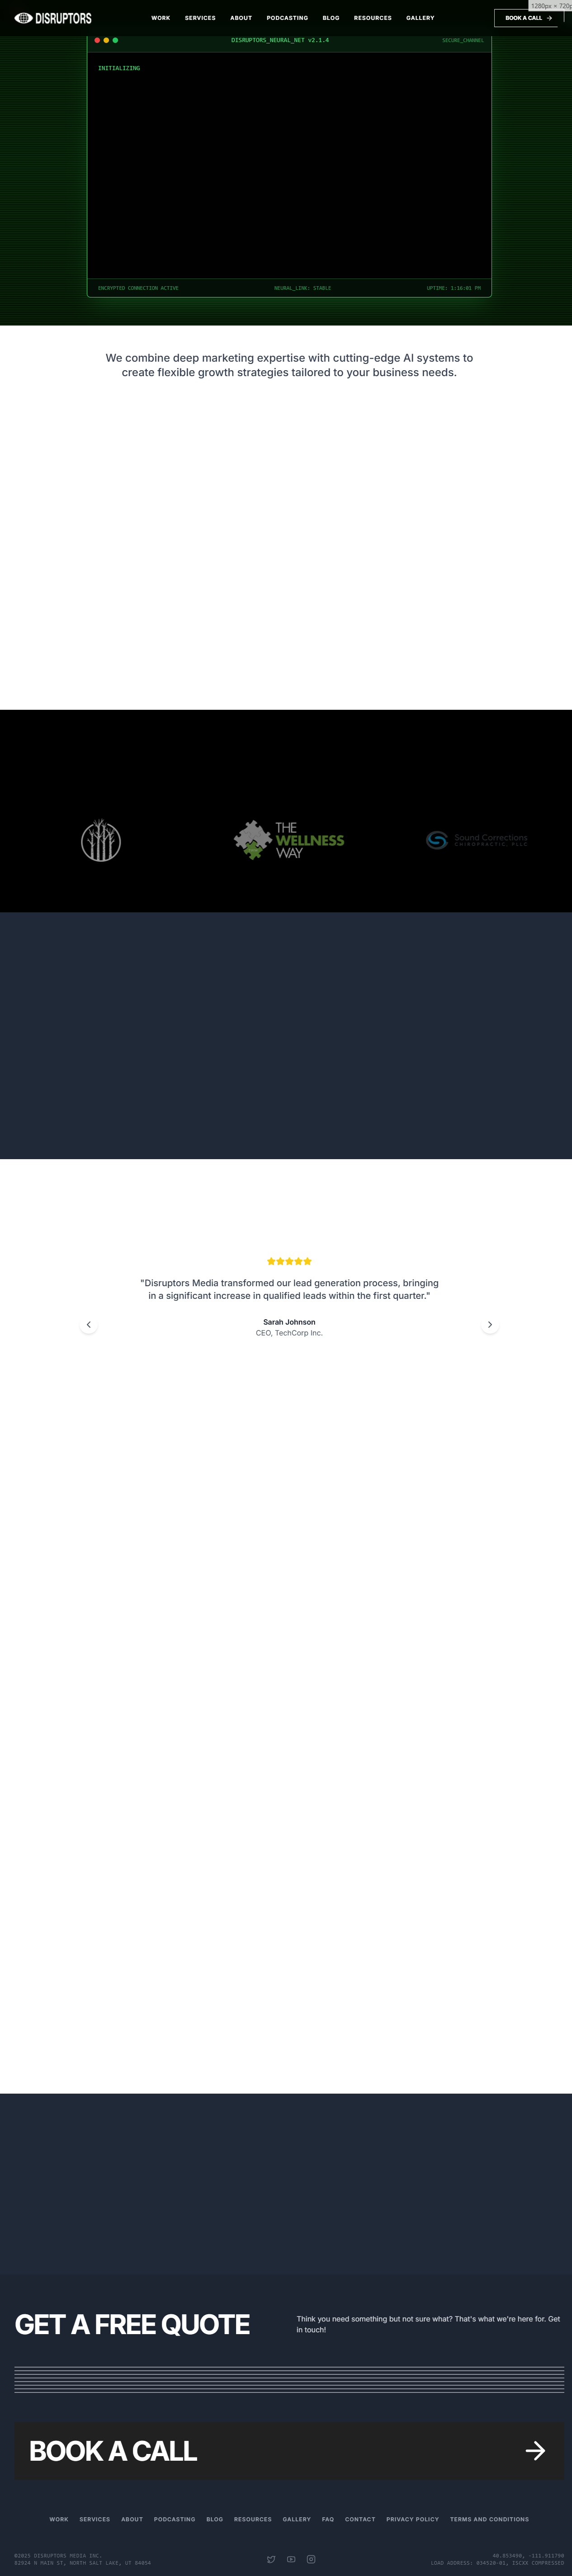 DISRUPTORS
WORK SERVICES ABOUT PODCASTING BLOG RESOURCES GALLERY
BOOK A CALL
1280px × 720p
DISRUPTORS_NEURAL_NET v2.1.4
SECURE_CHANNEL
INITIALIZING
ENCRYPTED CONNECTION ACTIVE
NEURAL_LINK: STABLE
UPTIME: 1:16:01 PM
We combine deep marketing expertise with cutting-edge AI systems to
create flexible growth strategies tailored to your business needs.
THE
WELLNESS
WAY
Sound Corrections
CHIROPRACTIC, PLLC
"Disruptors Media transformed our lead generation process, bringing
in a significant increase in qualified leads within the first quarter."
Sarah Johnson
CEO, TechCorp Inc.
GET A FREE QUOTE
Think you need something but not sure what? That's what we're here for. Get
in touch!
BOOK A CALL
WORK SERVICES ABOUT PODCASTING BLOG RESOURCES GALLERY FAQ CONTACT PRIVACY POLICY TERMS AND CONDITIONS
©2025 DISRUPTORS MEDIA INC.
N MAIN ST, NORTH SALT LAKE, UT 84054
LOAD ADDRESS: COMPRESSED